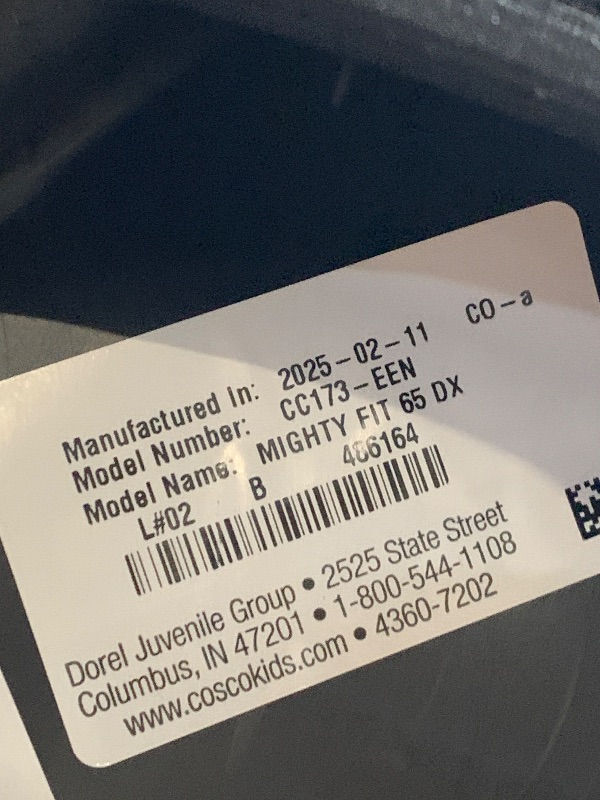 Manufactured In: 2025-02-11 CO-a
Model Number: CC173-EEN
Model Name: MIGHTY FIT 65 DX
L#02 B 486164
Dorel Juvenile Group • 2525 State Street
Columbus, IN 47201 • 1-800-544-1108
www.coscokids.com • 4360-7202